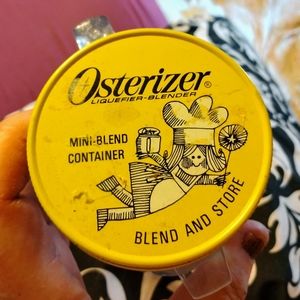 Osterizer®
LIQUEFIER-BLENDER
MINI-BLEND
CONTAINER
BLEND AND STORE